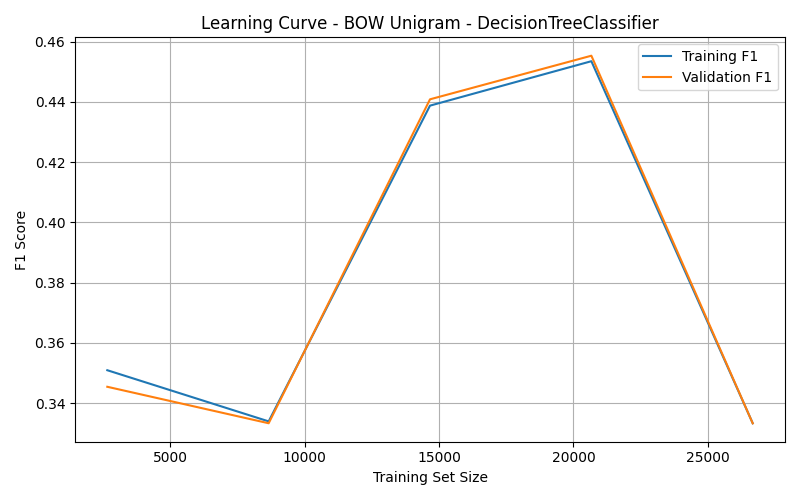 Learning Curve - BOW Unigram - DecisionTreeClassifier
Training F1
Validation F1
F1 Score
0.46
0.44
0.42
0.40
0.38
0.36
0.34
5000
10000
15000
20000
25000
Training Set Size